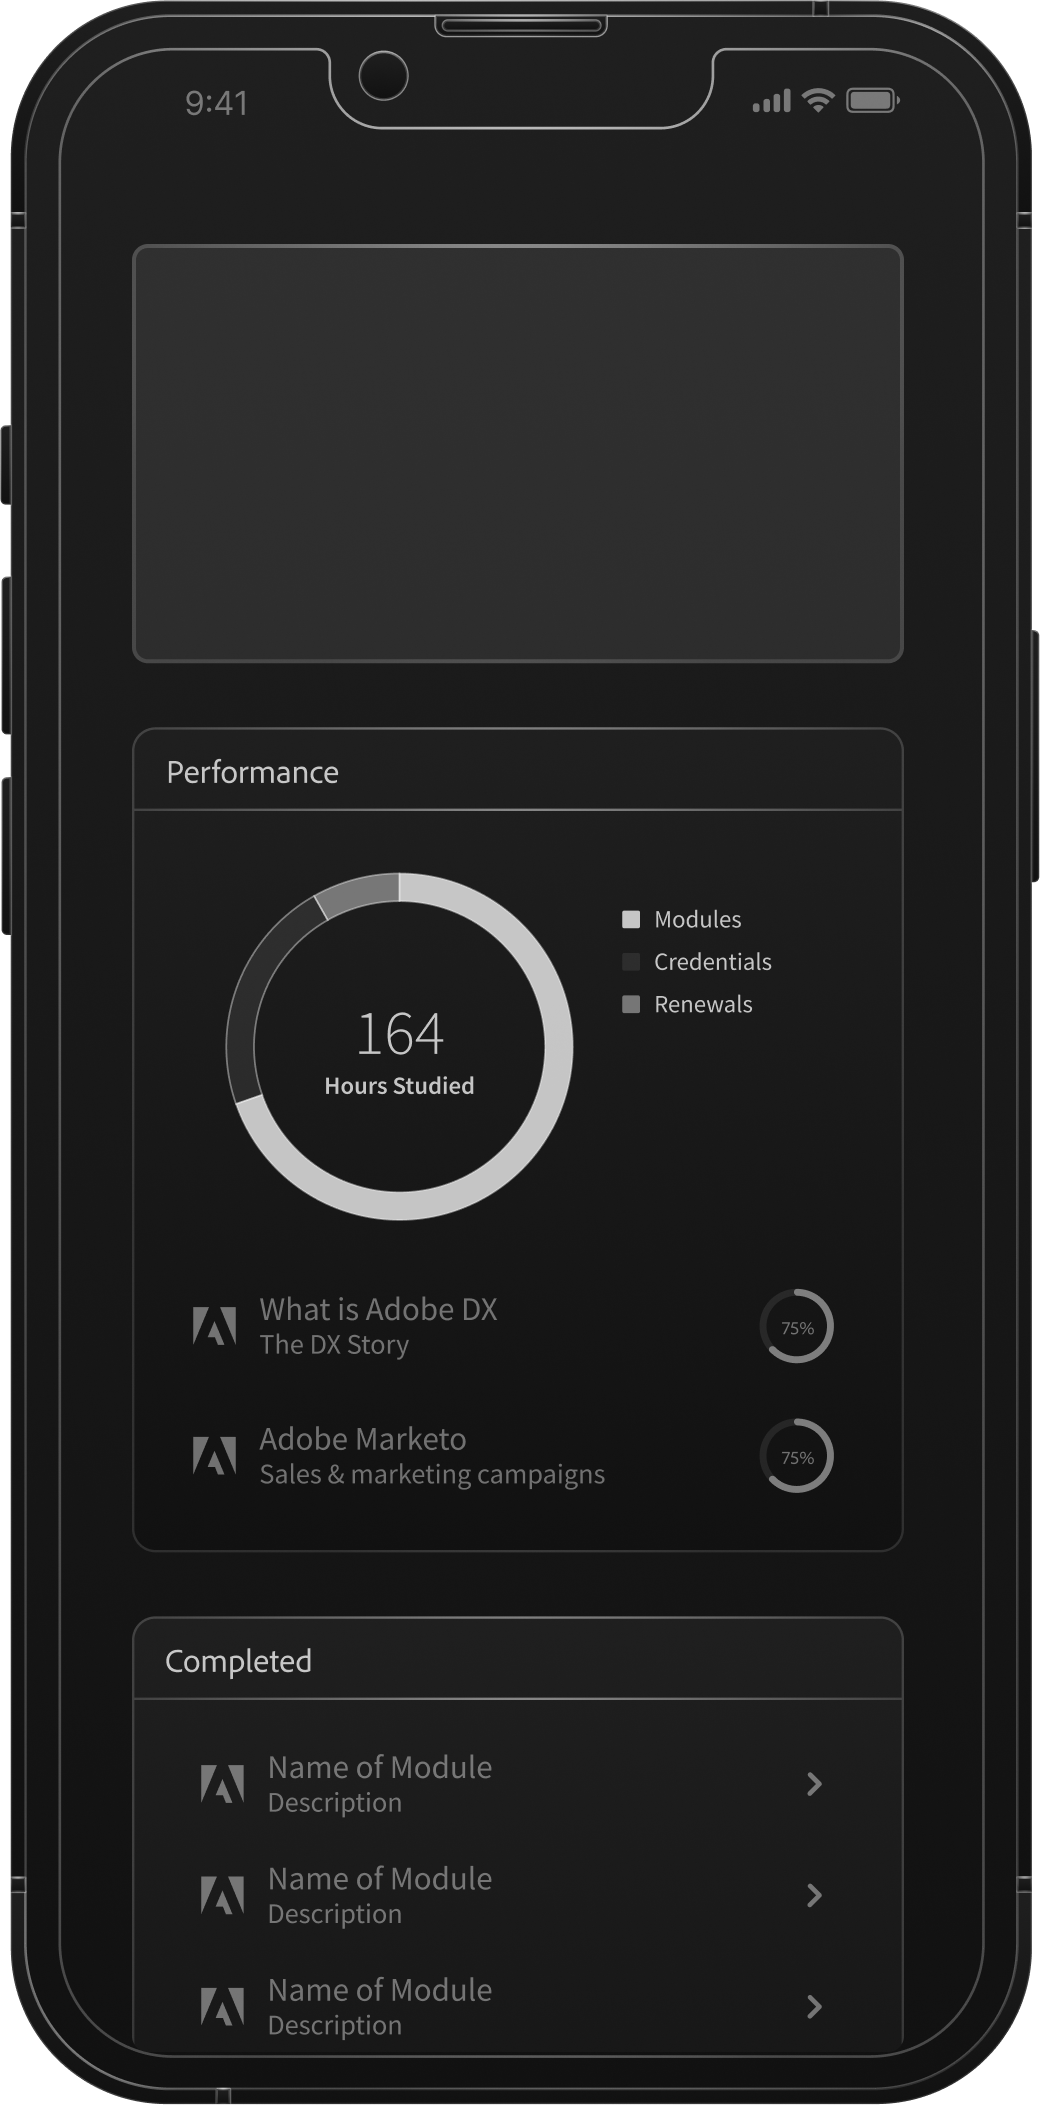 9:41
Performance
Modules
Credentials
Renewals
164
Hours Studied
What is Adobe DX
The DX Story
75%
Adobe Marketo
Sales & marketing campaigns
75%
Completed
Name of Module
Description
Name of Module
Description
Name of Module
Description